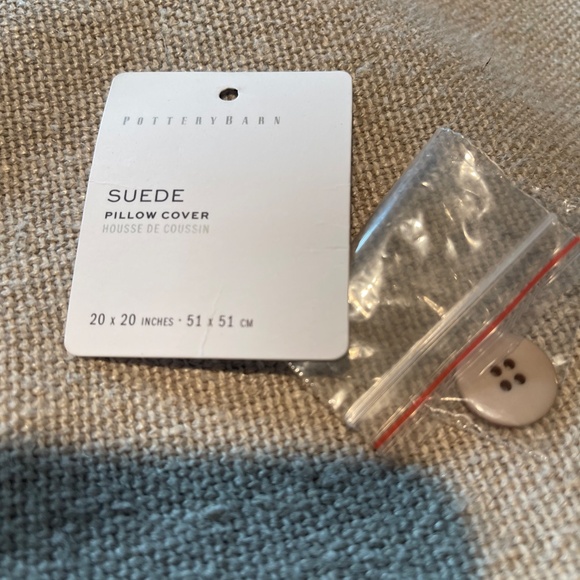 POTTERYBARN
SUEDE
PILLOW COVER
HOUSSE DE COUSSIN
20 x 20 INCHES · 51 x 51 CM